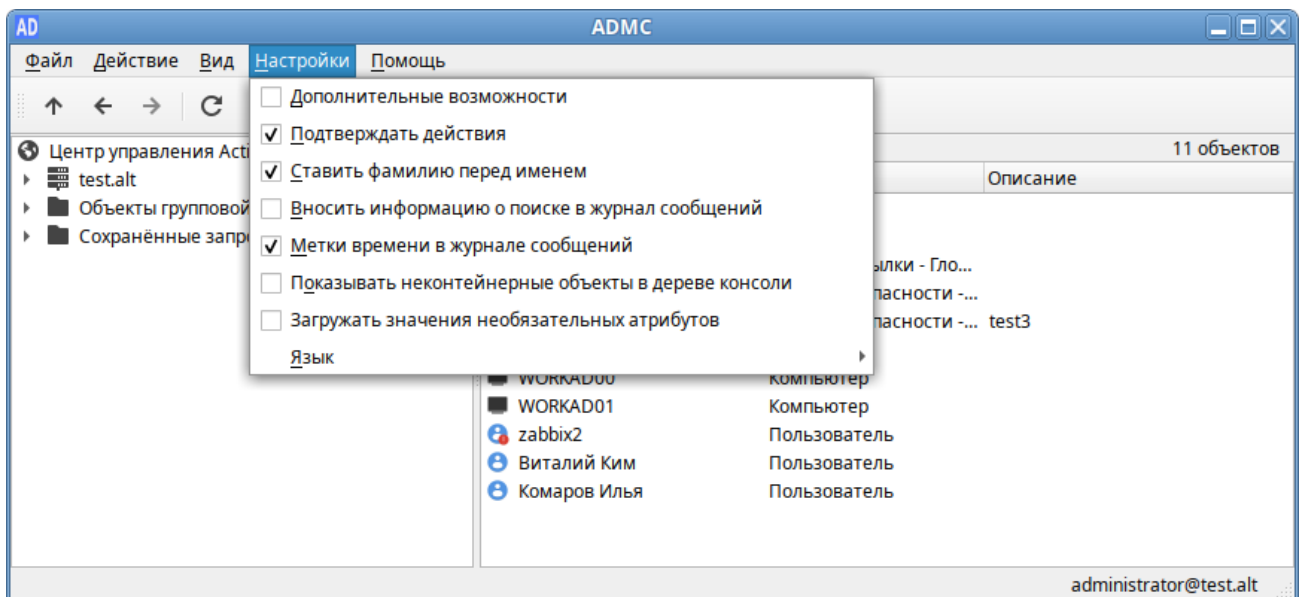 AD ADMC
Файл Действие Вид Настройки Помощь
Дополнительные возможности
Подтверждать действия
Ставить фамилию перед именем
Вносить информацию о поиске в журнал сообщений
Метки времени в журнале сообщений
Показывать неконтейнерные объекты в дереве консоли
Загружать значения необязательных атрибутов
Язык
Центр управления Acti
test.alt
Объекты групповой
Сохранённые запр
11 объектов
Описание
ылки - Гло...
пасности -...
пасности -... test3
WORKAD00 Компьютер
WORKAD01 Компьютер
zabbix2 Пользователь
Виталий Ким Пользователь
Комаров Илья Пользователь
administrator@test.alt